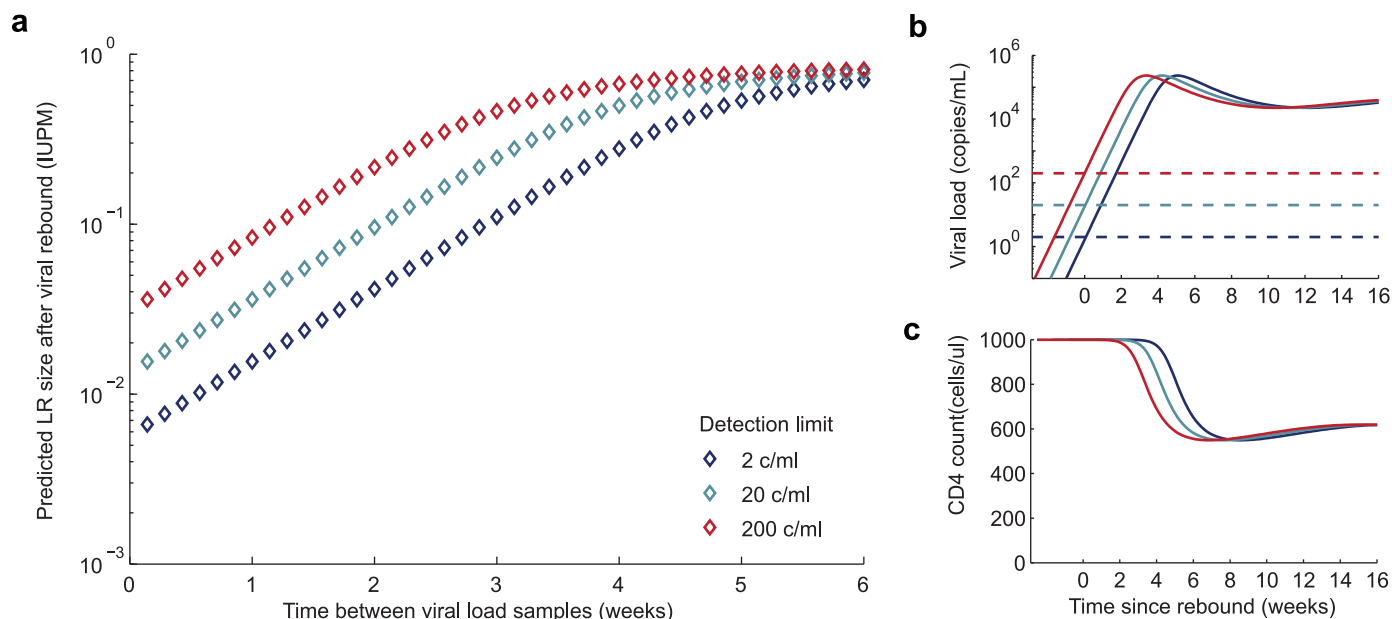 a
Predicted LR size after viral rebound (IUPM)
10^0
10^−1
10^−2
10^−3
0 1 2 3 4 5 6
Time between viral load samples (weeks)
Detection limit
2 c/ml
20 c/ml
200 c/ml
b
Viral load (copies/mL)
10^6
10^4
10^2
10^0
0 2 4 6 8 10 12 14 16
c
CD4 count(cells/ul)
1000
800
600
400
200
0
0 2 4 6 8 10 12 14 16
Time since rebound (weeks)